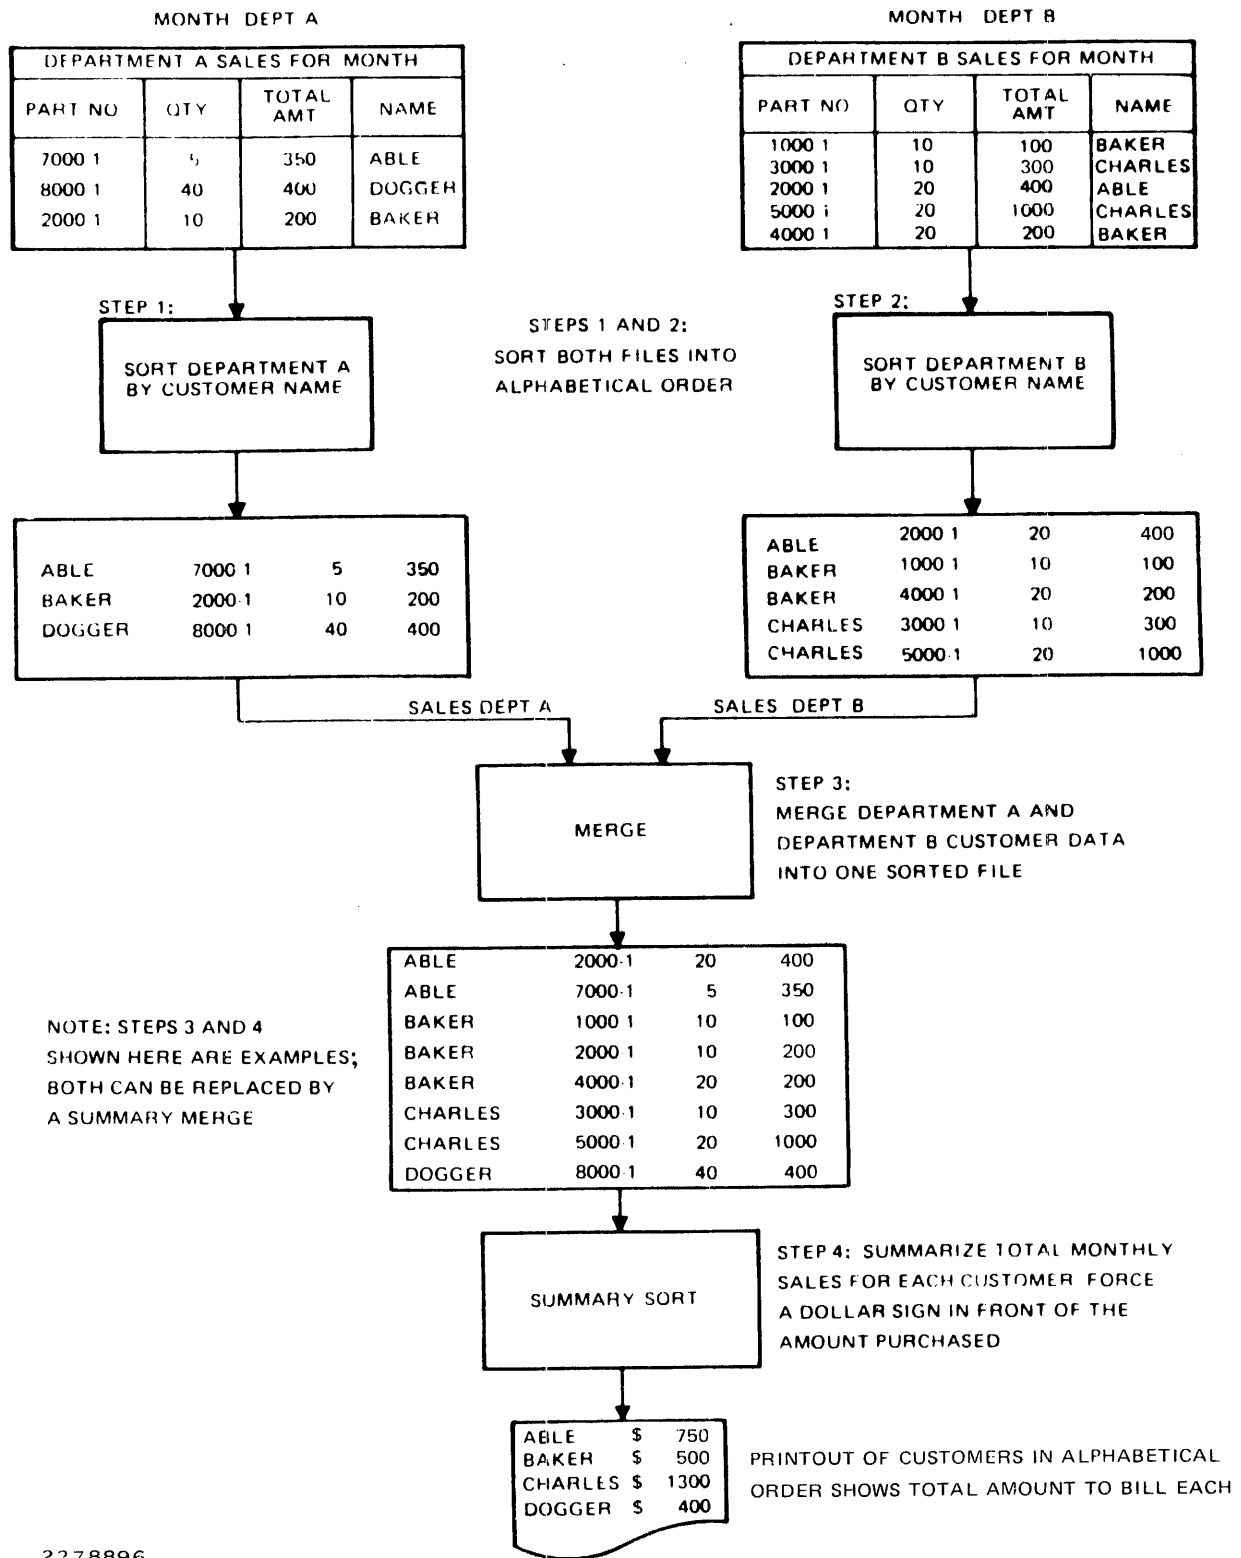 MONTH DEPT A
DEPARTMENT A SALES FOR MONTH
PART NO QTY TOTAL AMT NAME
7000 1 5 350 ABLE
8000 1 40 400 DOGGER
2000 1 10 200 BAKER
MONTH DEPT B
DEPARTMENT B SALES FOR MONTH
PART NO QTY TOTAL AMT NAME
1000 1 10 100 BAKER
3000 1 10 300 CHARLES
2000 1 20 400 ABLE
5000 1 20 1000 CHARLES
4000 1 20 200 BAKER
STEP 1:
SORT DEPARTMENT A
BY CUSTOMER NAME
STEPS 1 AND 2:
SORT BOTH FILES INTO
ALPHABETICAL ORDER
STEP 2:
SORT DEPARTMENT B
BY CUSTOMER NAME
ABLE 7000 1 5 350
BAKER 2000-1 10 200
DOGGER 8000 1 40 400
ABLE 2000 1 20 400
BAKER 1000 1 10 100
BAKER 4000 1 20 200
CHARLES 3000 1 10 300
CHARLES 5000-1 20 1000
SALES DEPT A
SALES DEPT B
MERGE
STEP 3:
MERGE DEPARTMENT A AND
DEPARTMENT B CUSTOMER DATA
INTO ONE SORTED FILE
NOTE: STEPS 3 AND 4
SHOWN HERE ARE EXAMPLES;
BOTH CAN BE REPLACED BY
A SUMMARY MERGE
ABLE 2000-1 20 400
ABLE 7000-1 5 350
BAKER 1000 1 10 100
BAKER 2000-1 10 200
BAKER 4000-1 20 200
CHARLES 3000-1 10 300
CHARLES 5000-1 20 1000
DOGGER 8000-1 40 400
SUMMARY SORT
STEP 4: SUMMARIZE TOTAL MONTHLY
SALES FOR EACH CUSTOMER FORCE
A DOLLAR SIGN IN FRONT OF THE
AMOUNT PURCHASED
ABLE $ 750
BAKER $ 500
CHARLES $ 1300
DOGGER $ 400
PRINTOUT OF CUSTOMERS IN ALPHABETICAL
ORDER SHOWS TOTAL AMOUNT TO BILL EACH
2278896